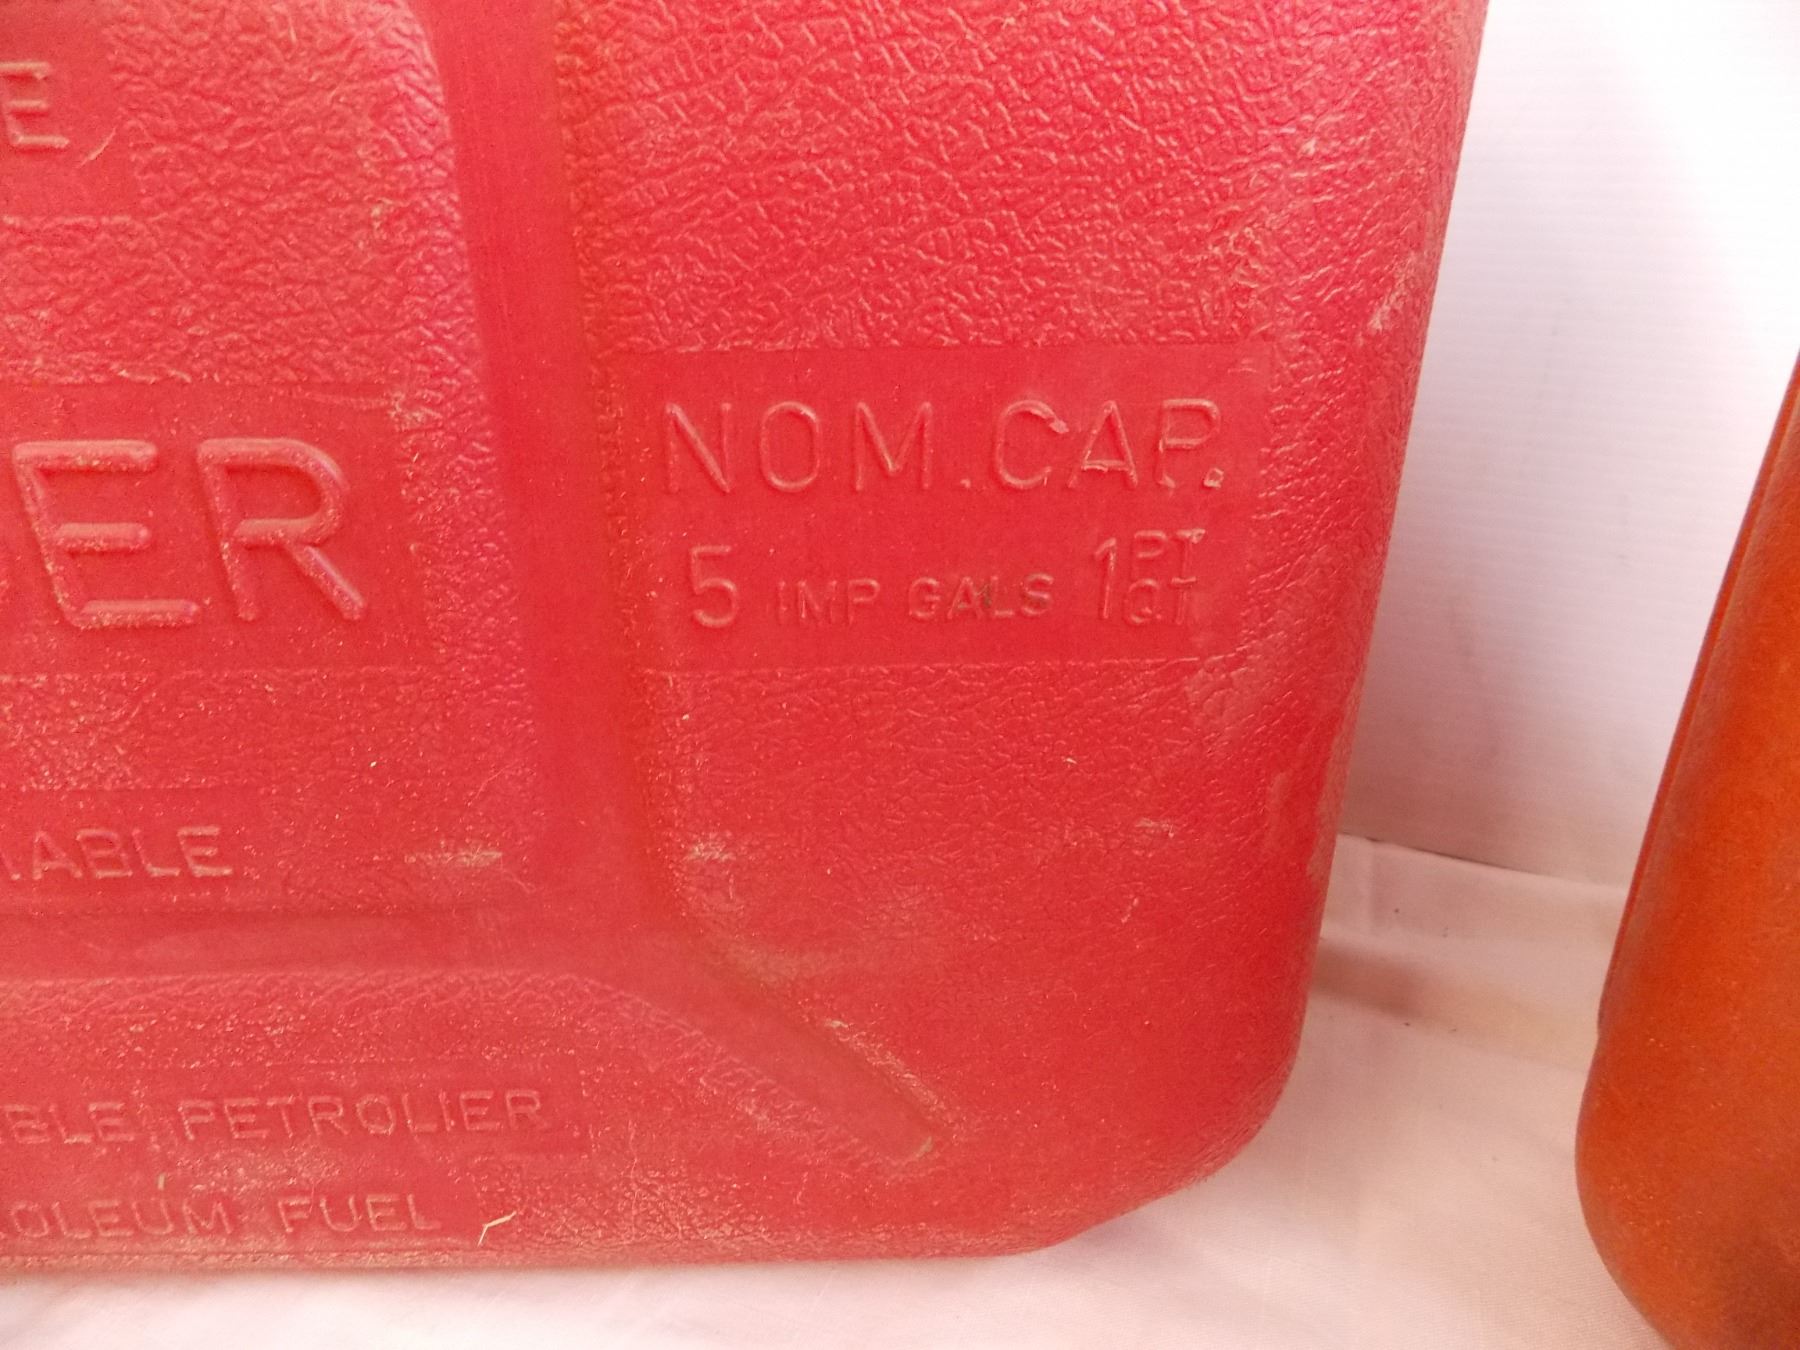 E
ER
NOM. CAP.
5 IMP GALS 1 PT
QT
ABLE
BLE PETROLIER
OLEUM FUEL